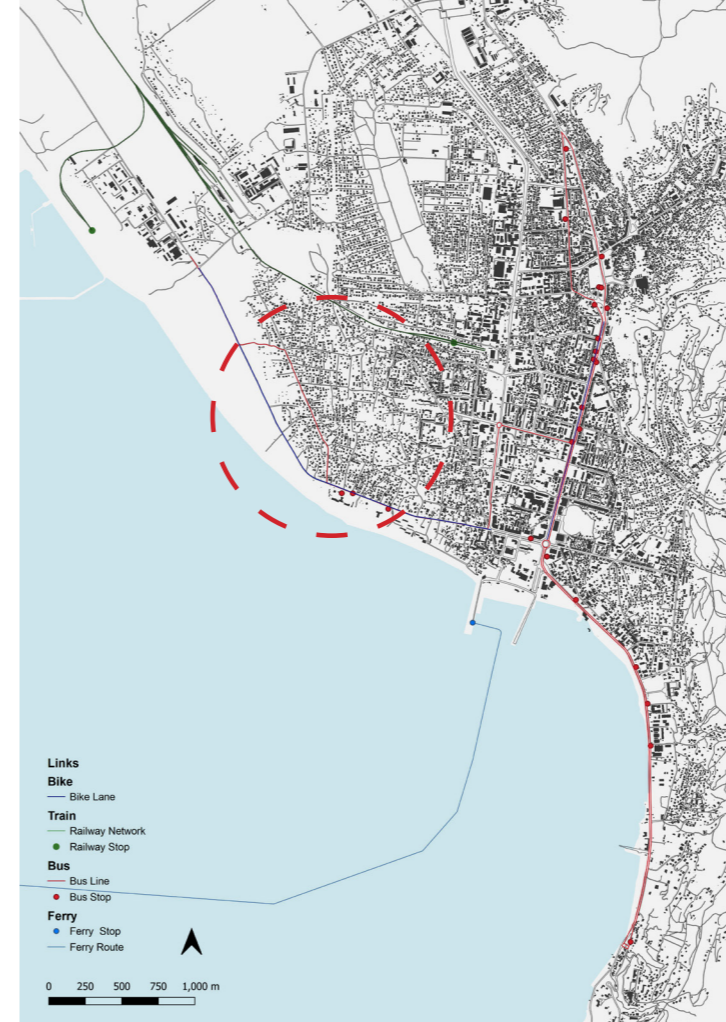 Links
Bike
Bike Lane
Train
Railway Network
Railway Stop
Bus
Bus Line
Bus Stop
Ferry
Ferry Stop
Ferry Route
0 250 500 750 1,000 m